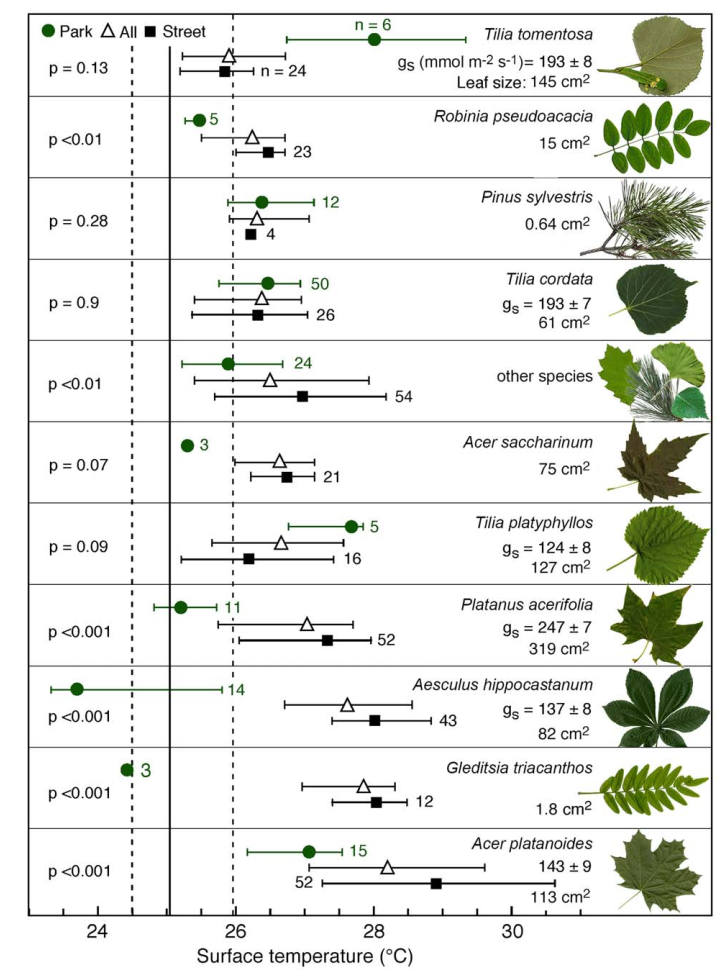 Park All Street
n = 6
Tilia tomentosa
gs (mmol m-2 s-1)= 193 ± 8
p = 0.13
n = 24
Leaf size: 145 cm2
5
Robinia pseudoacacia
p <0.01
15 cm2
23
Pinus sylvestris
12
p = 0.28
0.64 cm2
4
Tilia cordata
50
p = 0.9
gs = 193 ± 7
26
61 cm2
24
other species
p <0.01
54
3
Acer saccharinum
p = 0.07
75 cm2
21
5
Tilia platyphyllos
p = 0.09
gs = 124 ± 8
16
127 cm2
11
Platanus acerifolia
p <0.001
gs = 247 ± 7
52
319 cm2
14
Aesculus hippocastanum
p <0.001
gs = 137 ± 8
43
82 cm2
3
Gleditsia triacanthos
p <0.001
12
1.8 cm2
15
Acer platanoides
p <0.001
143 ± 9
52
113 cm2
24 26 28 30
Surface temperature (°C)